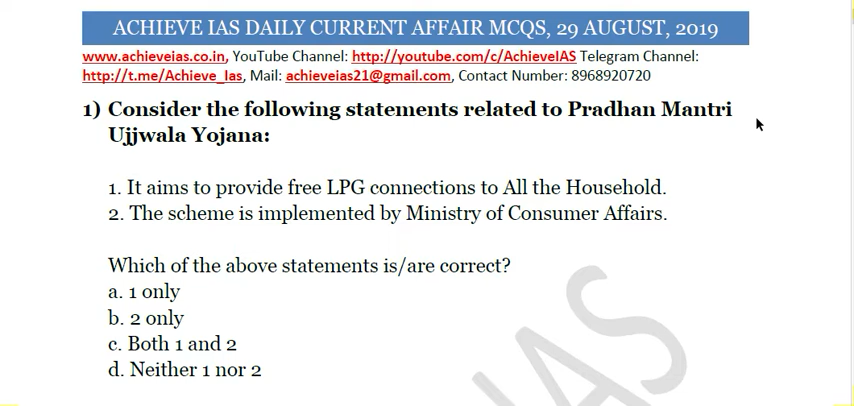 ACHIEVE IAS DAILY CURRENT AFFAIR MCQS, 29 AUGUST, 2019
www.achieveias.co.in, YouTube Channel: http://youtube.com/c/AchieveIAS Telegram Channel:
http://t.me/Achieve_Ias, Mail: achieveias21@gmail.com, Contact Number: 8968920720
1) Consider the following statements related to Pradhan Mantri
Ujjwala Yojana:
1. It aims to provide free LPG connections to All the Household.
2. The scheme is implemented by Ministry of Consumer Affairs.
Which of the above statements is/are correct?
a. 1 only
b. 2 only
c. Both 1 and 2
d. Neither 1 nor 2
IAS